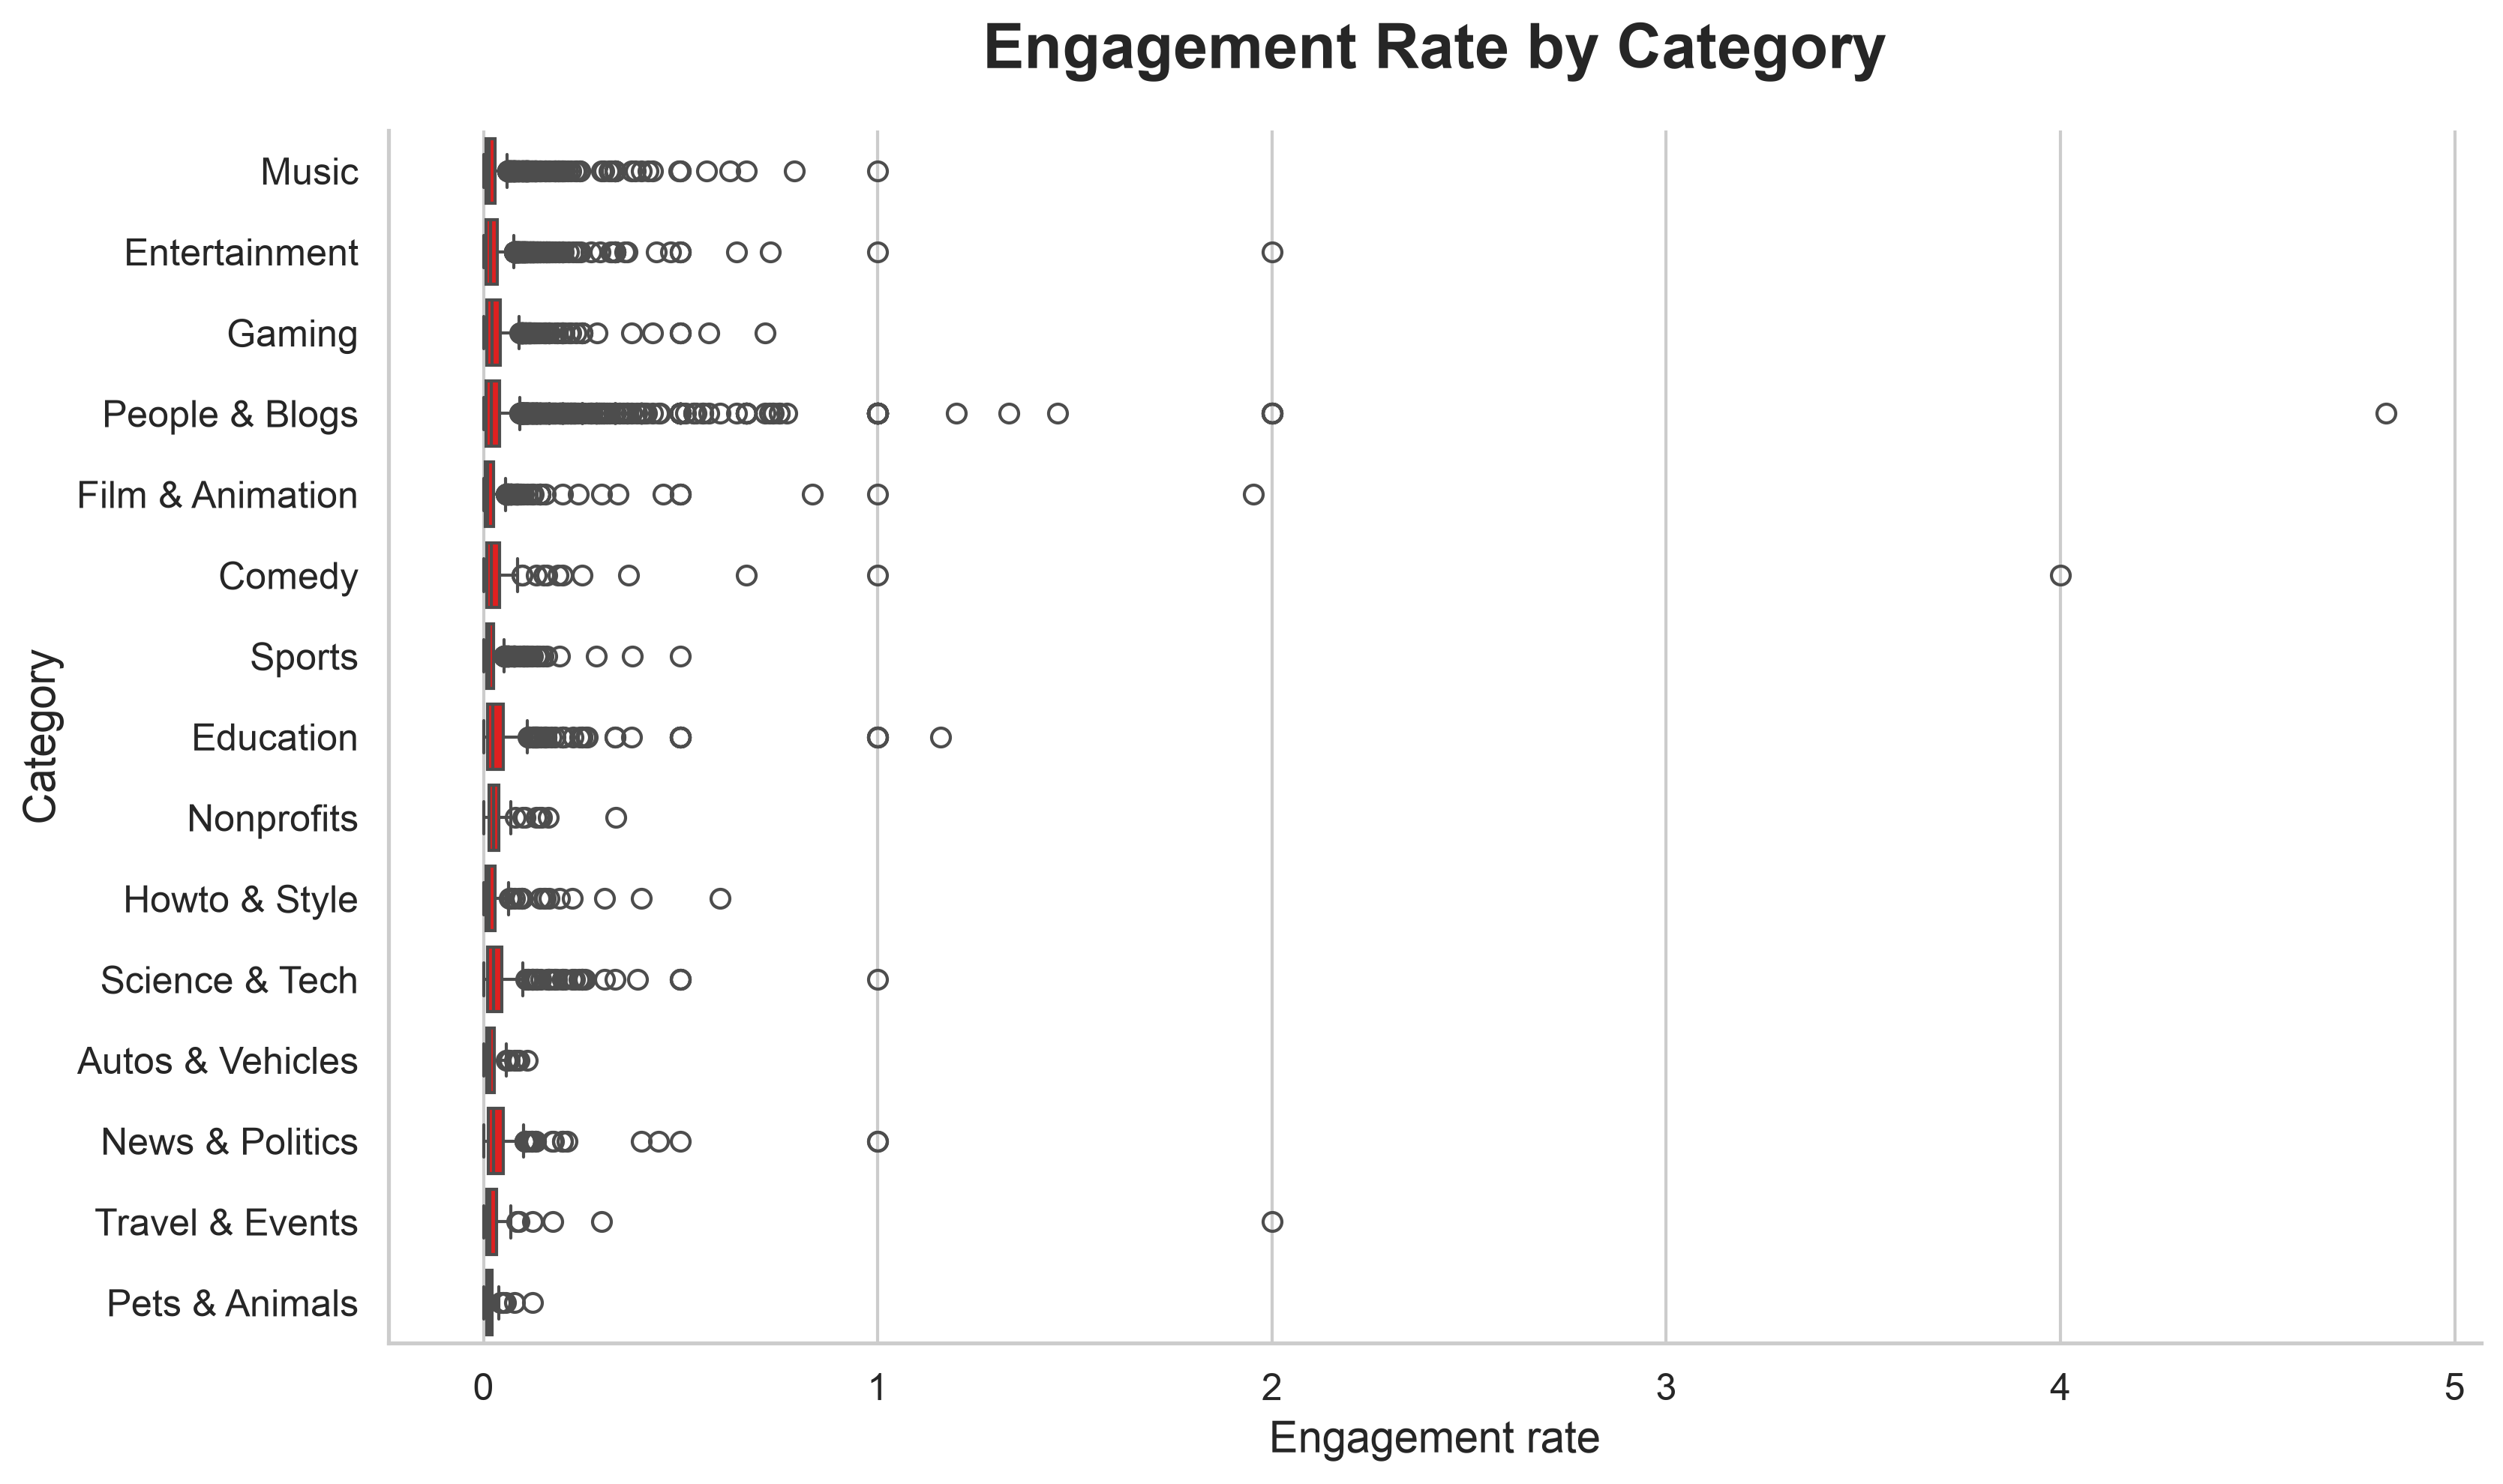 Engagement Rate by Category
Music
Entertainment
Gaming
People & Blogs
Film & Animation
Comedy
Sports
Education
Nonprofits
Howto & Style
Science & Tech
Autos & Vehicles
News & Politics
Travel & Events
Pets & Animals
Category
0 1 2 3 4 5
Engagement rate